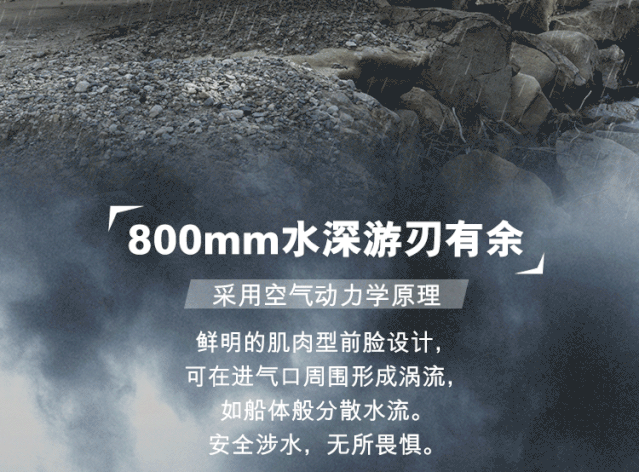 800mm水深游刃有余
采用空气动力学原理
鲜明的肌肉型前脸设计，
可在进气口周围形成涡流，
如船体般分散水流。
安全涉水，无所畏惧。